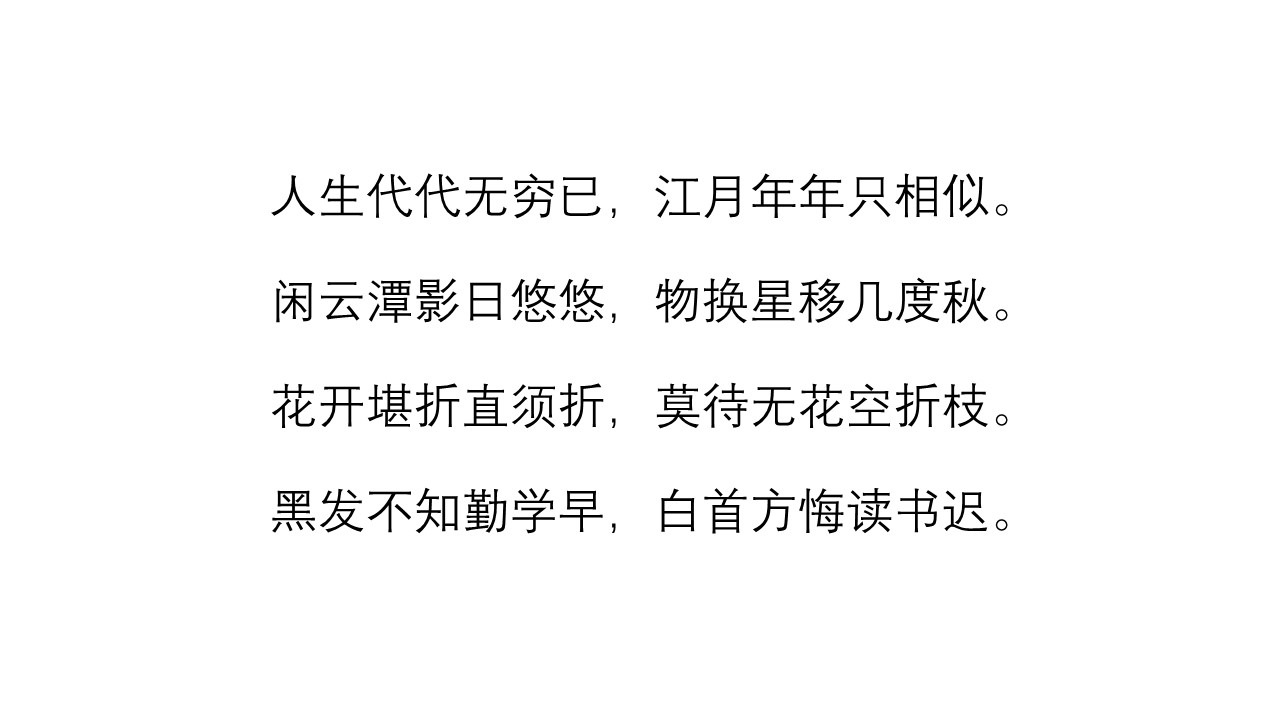 人生代代无穷已，江月年年只相似。
闲云潭影日悠悠，物换星移几度秋。
花开堪折直须折，莫待无花空折枝。
黑发不知勤学早，白首方悔读书迟。